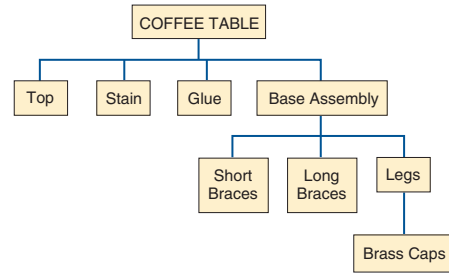 COFFEE TABLE
Top
Stain
Glue
Base Assembly
Short
Braces
Long
Braces
Legs
Brass Caps